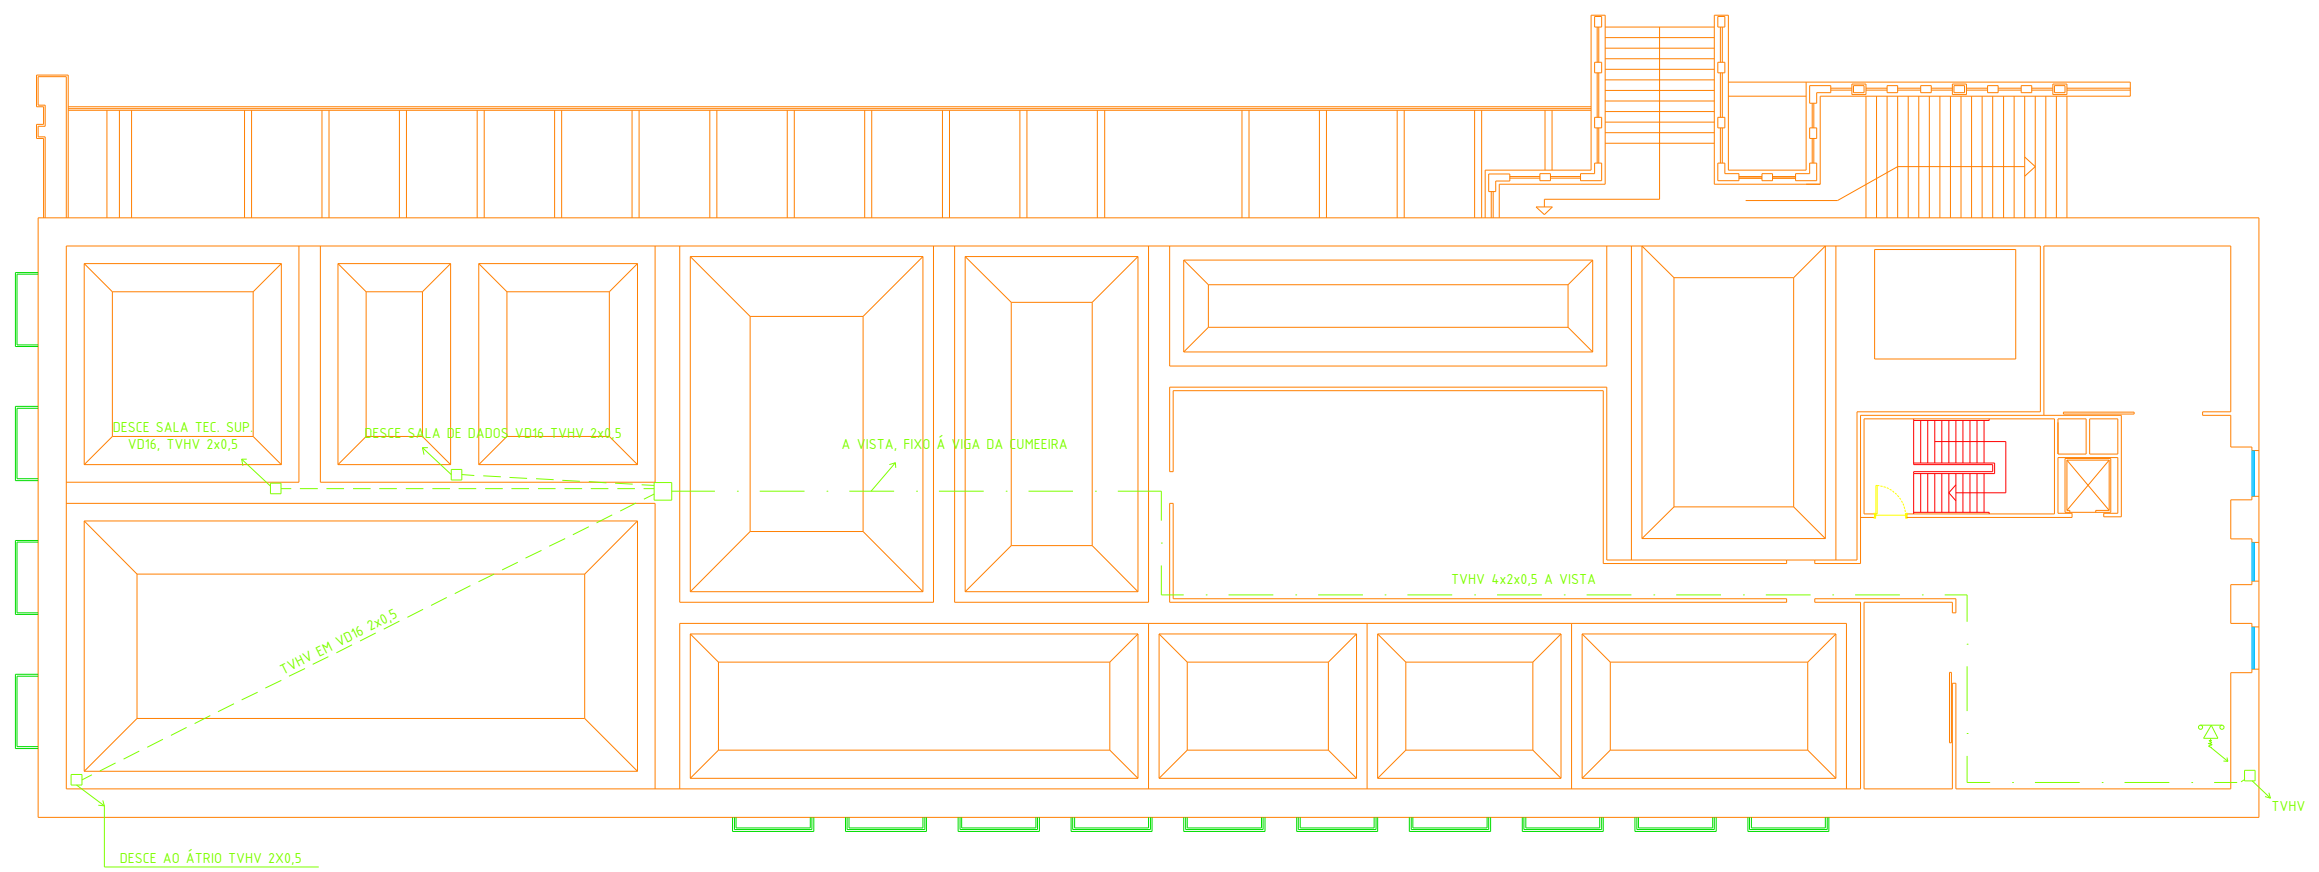 DESCE SALA TEC. SUP.
VD16, TVHV 2x0,5
DESCE SALA DE DADOS VD16 TVHV 2x0,5
A VISTA, FIXO Á VIGA DA CUMEEIRA
TVHV 4x2x0,5 A VISTA
TVHV EM VD16 2x0,5
TVHV
DESCE AO ÁTRIO TVHV 2X0,5